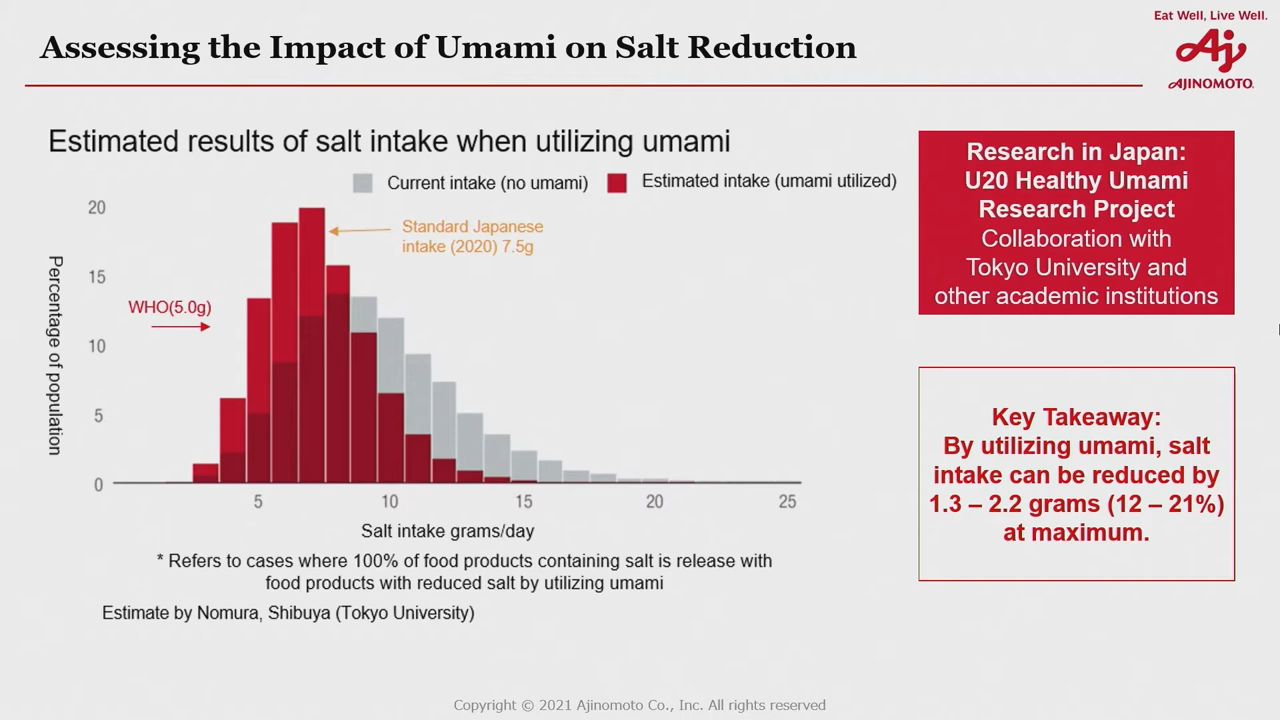 Eat Well, Live Well.
Assessing the Impact of Umami on Salt Reduction
AJINOMOTO
Estimated results of salt intake when utilizing umami
Current intake (no umami)
Estimated intake (umami utilized)
20
15
10
5
0
Percentage of population
WHO(5.0g)
Standard Japanese
intake (2020) 7.5g
5
10
15
20
25
Salt intake grams/day
* Refers to cases where 100% of food products containing salt is release with
food products with reduced salt by utilizing umami
Estimate by Nomura, Shibuya (Tokyo University)
Research in Japan:
U20 Healthy Umami
Research Project
Collaboration with
Tokyo University and
other academic institutions
Key Takeaway:
By utilizing umami, salt
intake can be reduced by
1.3 – 2.2 grams (12 – 21%)
at maximum.
Copyright © 2021 Ajinomoto Co., Inc. All rights reserved